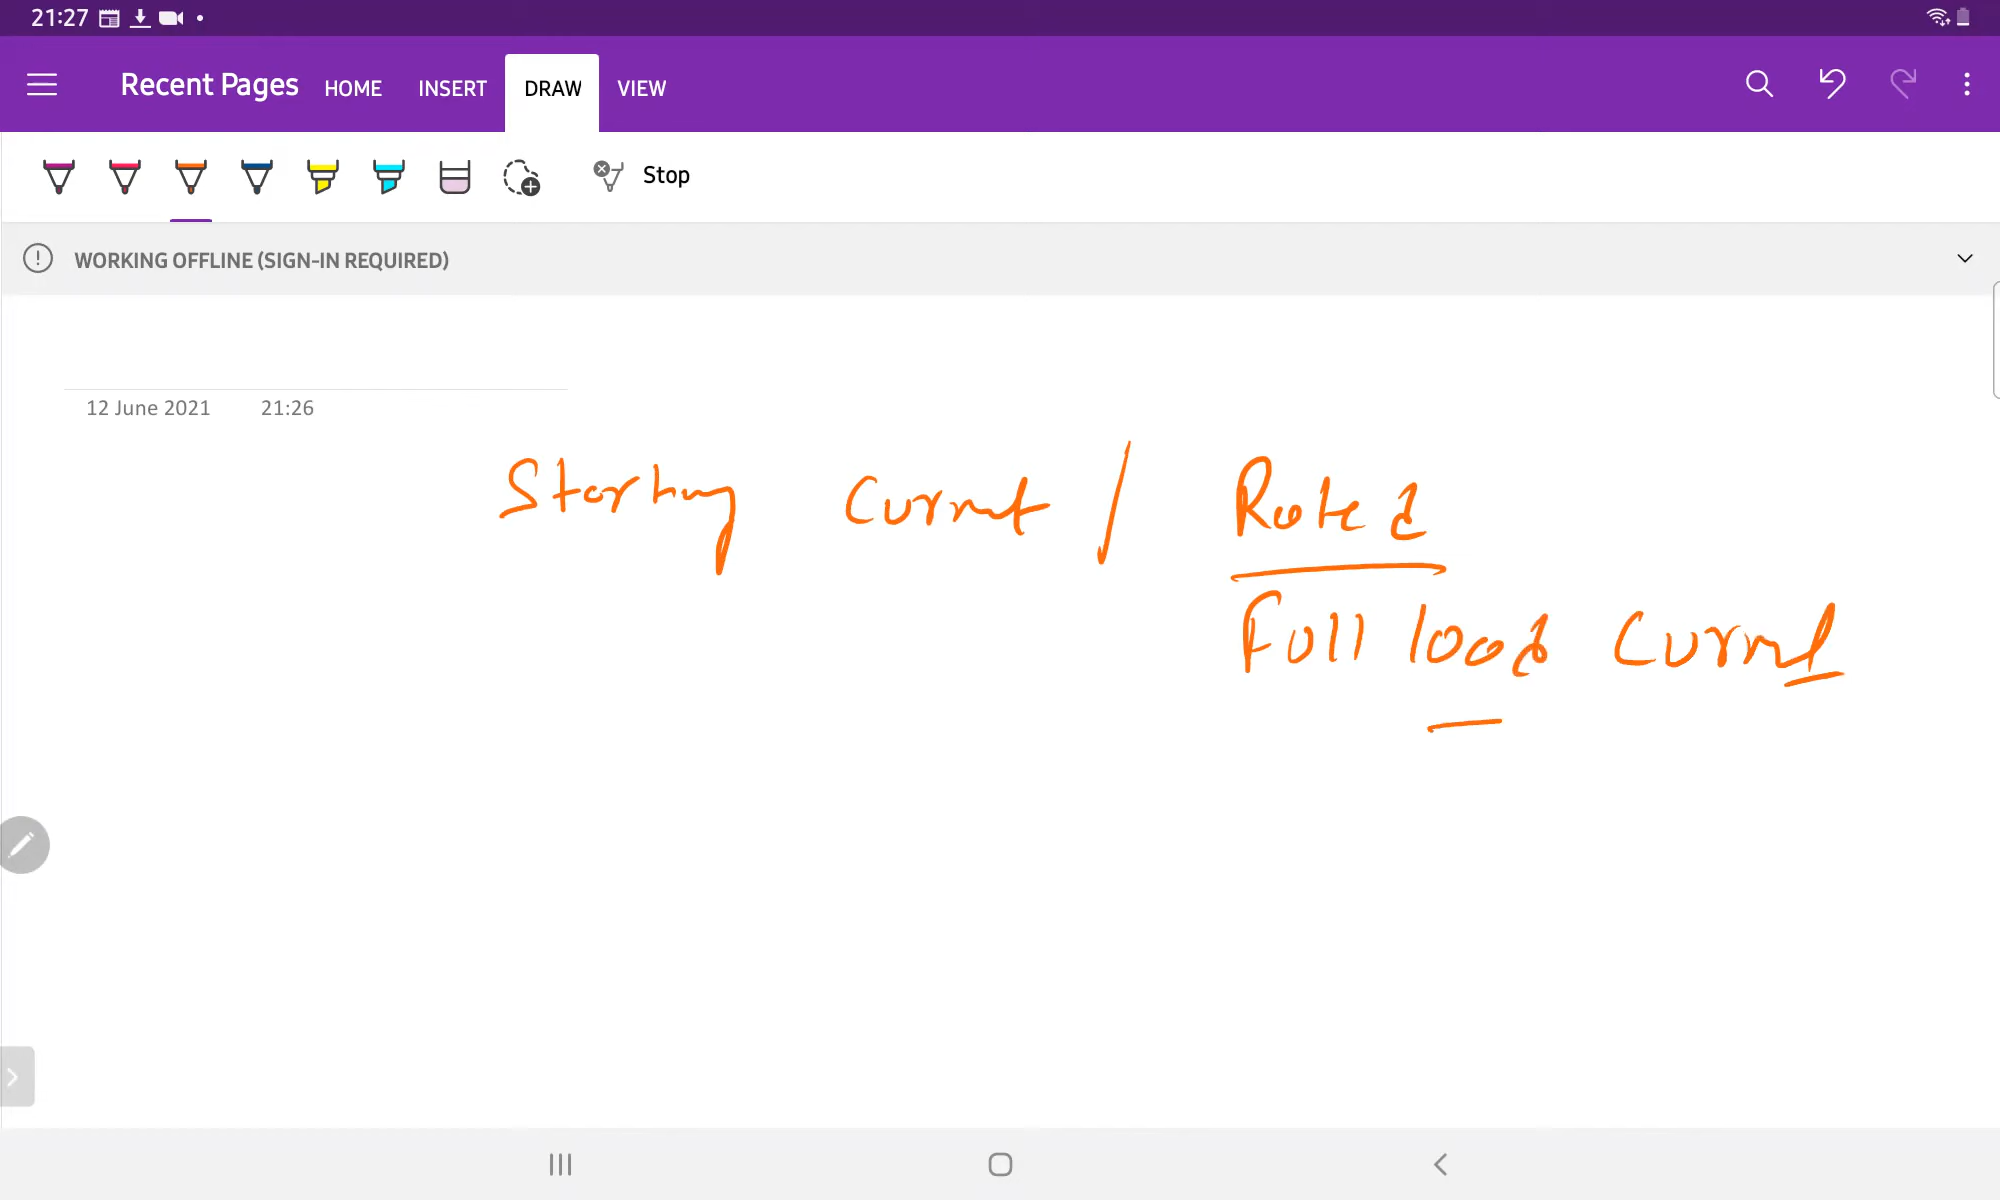 21:27
Recent Pages HOME INSERT DRAW VIEW
Stop
WORKING OFFLINE (SIGN-IN REQUIRED)
12 June 2021 21:26
Starting Current / Rated
Full load Current